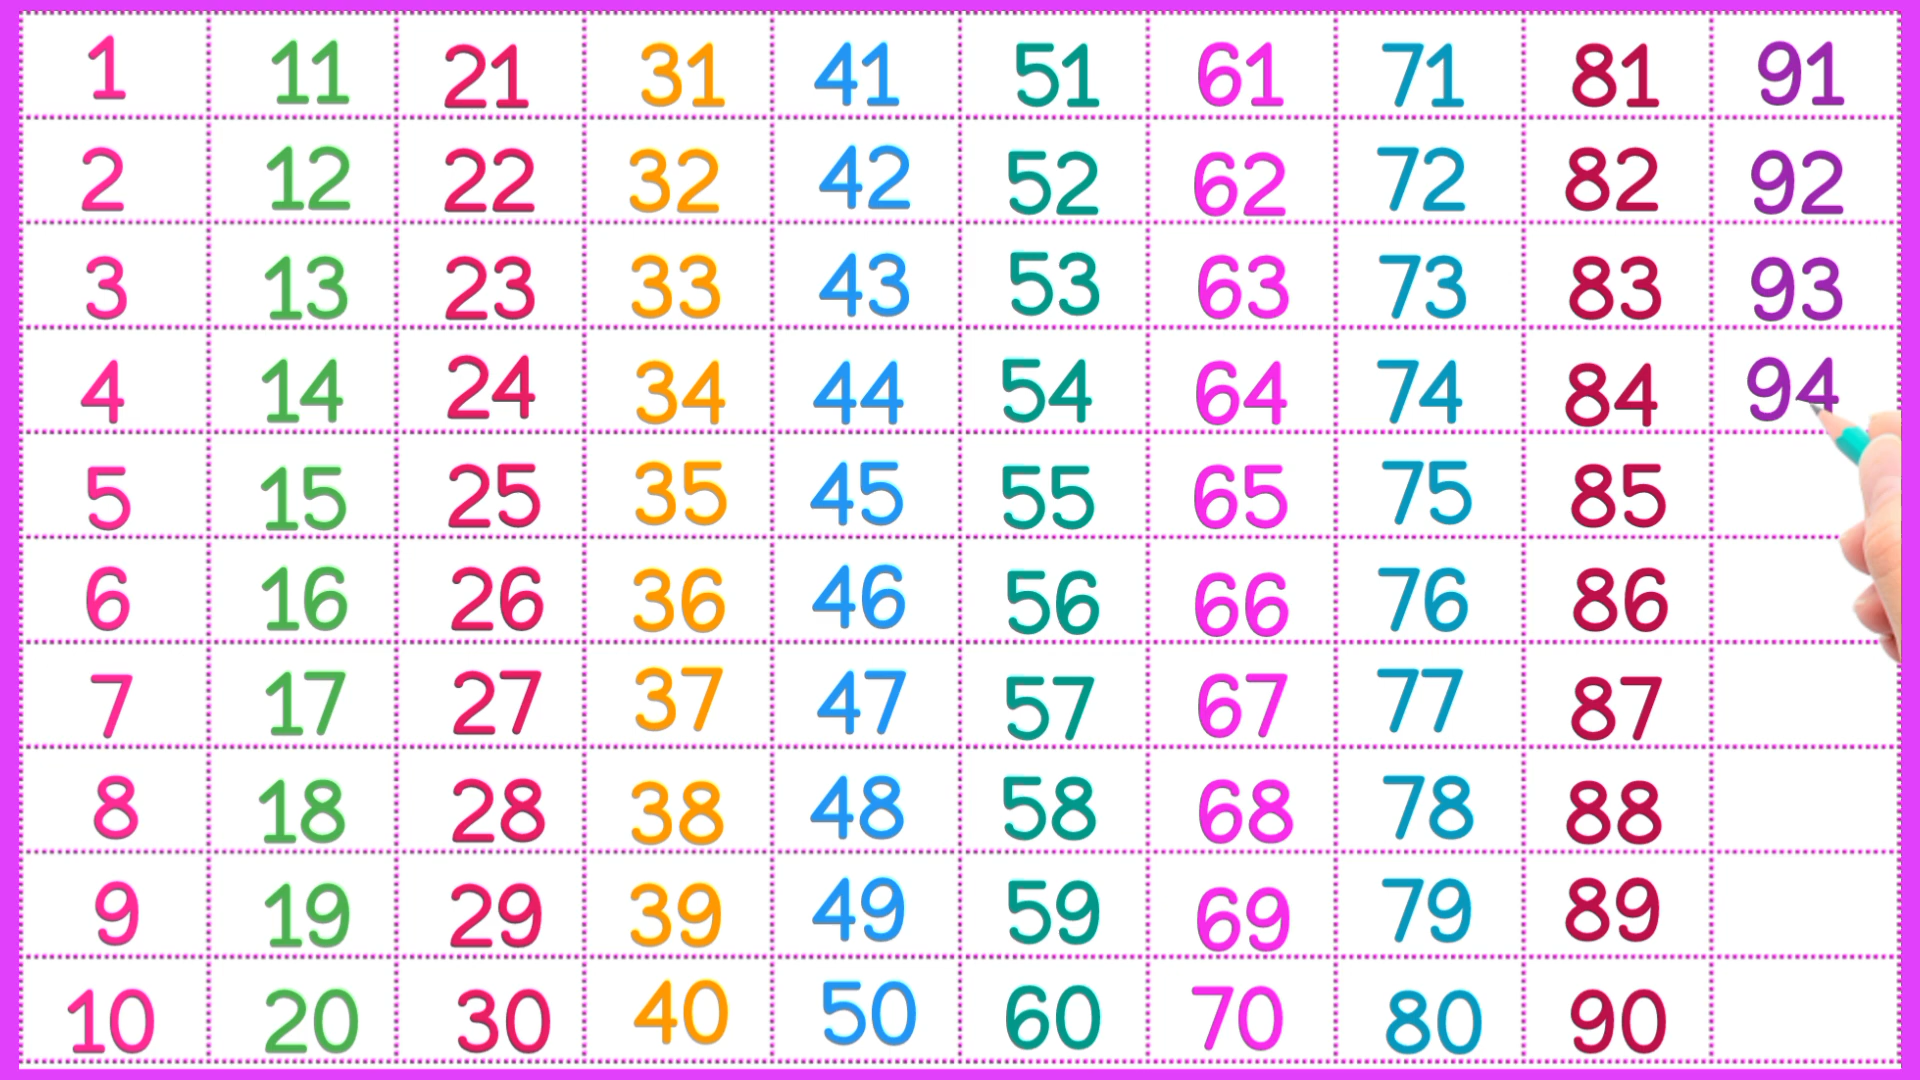 1 11 21 31 41 51 61 71 81 91
2 12 22 32 42 52 62 72 82 92
3 13 23 33 43 53 63 73 83 93
4 14 24 34 44 54 64 74 84 94
5 15 25 35 45 55 65 75 85
6 16 26 36 46 56 66 76 86
7 17 27 37 47 57 67 77 87
8 18 28 38 48 58 68 78 88
9 19 29 39 49 59 69 79 89
10 20 30 40 50 60 70 80 90